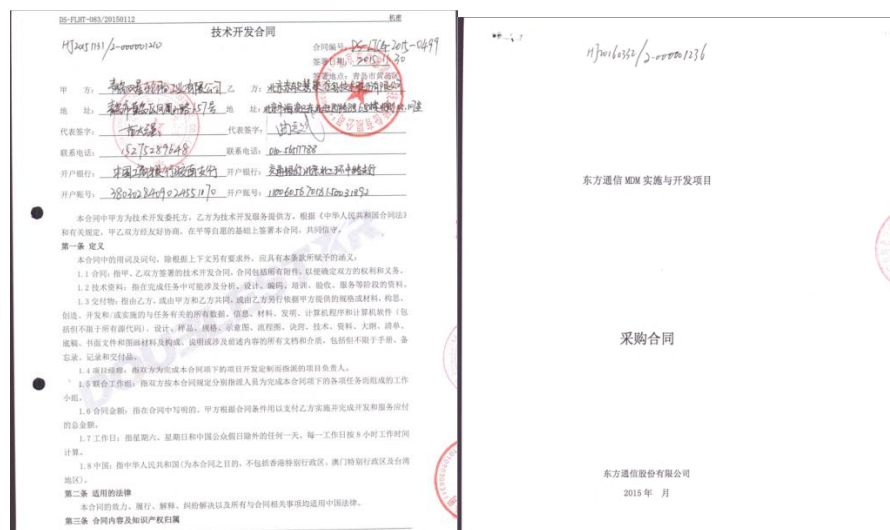 DS-FLHT-083/20150112
机密
技术开发合同
HJ20151131/2-000001210
合同编号: DS-LTCG-2015-0499
签署日期: 2015.11.30
签署地点: 青岛市黄岛区
甲 方: 乙 方:
地 址: 地 址:
代表签字: 代表签字:
联系电话: 15275289648 联系电话: 010-56517788
开户银行: 开户银行:
开户账号: 开户账号:
本合同中甲方为技术开发委托方,乙方为技术开发服务提供方,根据《中华人民共和国合同法》
和有关规定,甲乙双方经友好协商,在平等自愿的基础上签署本合同,共同信守。
第一条 定义
本合同中的用词及词句,除根据上下文另有要求外,应具有本条款所赋予的涵义:
1.1 合同:指甲、乙双方签署的技术开发合同,合同包括所有附件,以便确定双方的权利和义务。
1.2 技术资料:指在完成任务中可能涉及分析、设计、编码、培训、验收、服务等阶段的资料。
1.3 交付物:指由乙方、或由甲方和乙方共同、或由乙方另行依据甲方提供的规格或材料,构思、
创造、开发和/或实施的与任务有关的所有数据、信息、材料、发明、计算机程序和计算机软件(包
括但不限于所有源代码)、设计、样品、规格、示意图、流程图、诀窍、技术、资料、大纲、清单、
底稿、书面文件和图画材料及构成、说明或涉及前述内容的所有文档和介质,包括但不限于手册、备
忘录、记录和交付品。
1.4 项目经理:指双方为完成本合同项下的项目开发定制而指派的项目负责人。
1.5 联合工作组:指双方按本合同规定分别指派人员为完成本合同项下的各项任务而组成的工作
小组。
1.6 合同金额:指在合同中写明的、甲方根据合同条件用以支付乙方实施并完成开发和服务应付
的总金额。
1.7 工作日:指星期六、星期日和中国公众假日除外的任何一天,每一工作日按 8 小时工作时间
计算。
1.8 中国:指中华人民共和国(为本合同之目的,不包括香港特别行政区、澳门特别行政区及台湾
地区)。
第二条 适用的法律
本合同的效力、履行、解释、纠纷解决以及所有与合同相关事项均适用中国法律。
第三条 合同内容及知识产权归属
DOUBLESTAR
HJ20160352/2-000001236
东方通信 MDM 实施与开发项目
采购合同
东方通信股份有限公司
2015 年 月